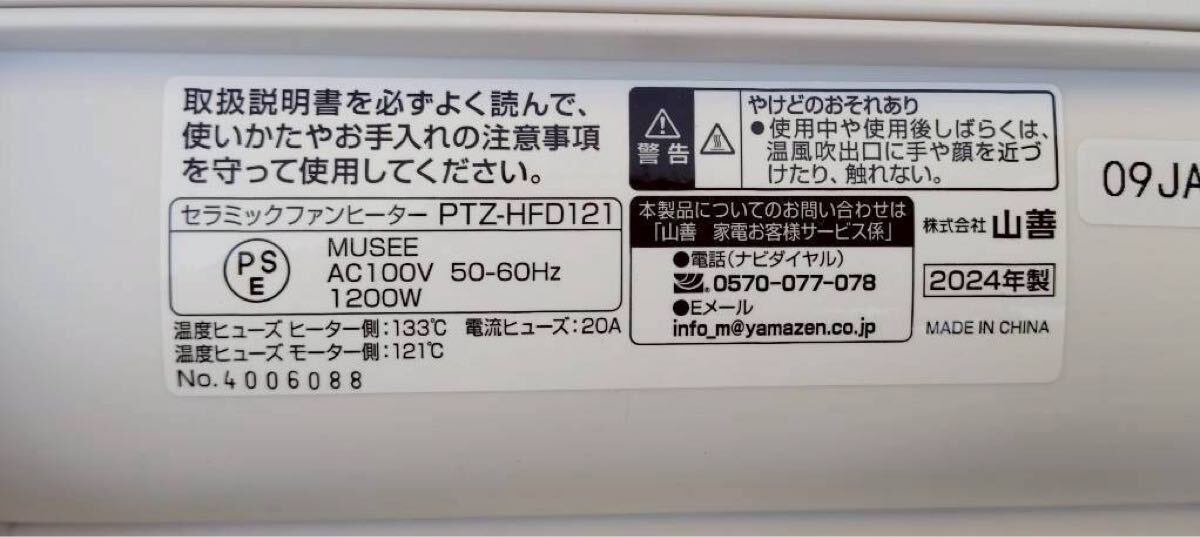 取扱説明書を必ずよく読んで、
使いかたやお手入れの注意事項
を守って使用してください。
警告
やけどのおそれあり
●使用中や使用後しばらくは、
温風吹出口に手や顔を近づ
けたり、触れない。
セラミックファンヒーター PTZ-HFD121
PS
E
MUSEE
AC100V 50-60Hz
1200W
温度ヒューズ ヒーター側:133℃ 電流ヒューズ:20A
温度ヒューズ モーター側:121℃
No.4006088
本製品についてのお問い合わせは
「山善 家電お客様サービス係」
●電話(ナビダイヤル)
0570-077-078
●Eメール
info_m@yamazen.co.jp
株式会社 山善
2024年製
MADE IN CHINA
09JA